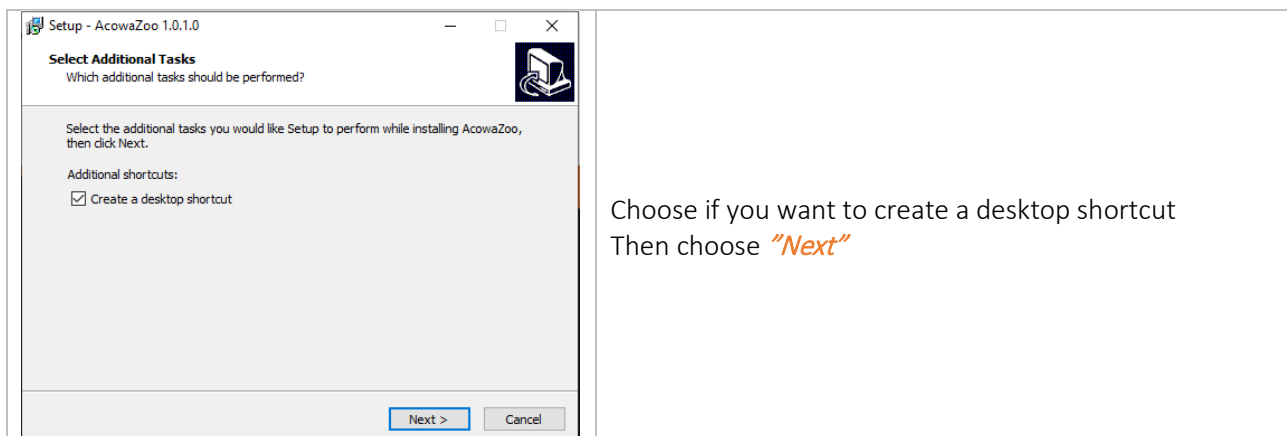 Setup - AcowaZoo 1.0.1.0
Select Additional Tasks
Which additional tasks should be performed?
Select the additional tasks you would like Setup to perform while installing AcowaZoo,
then click Next.
Additional shortcuts:
Create a desktop shortcut
Next >
Cancel
Choose if you want to create a desktop shortcut
Then choose ”Next”